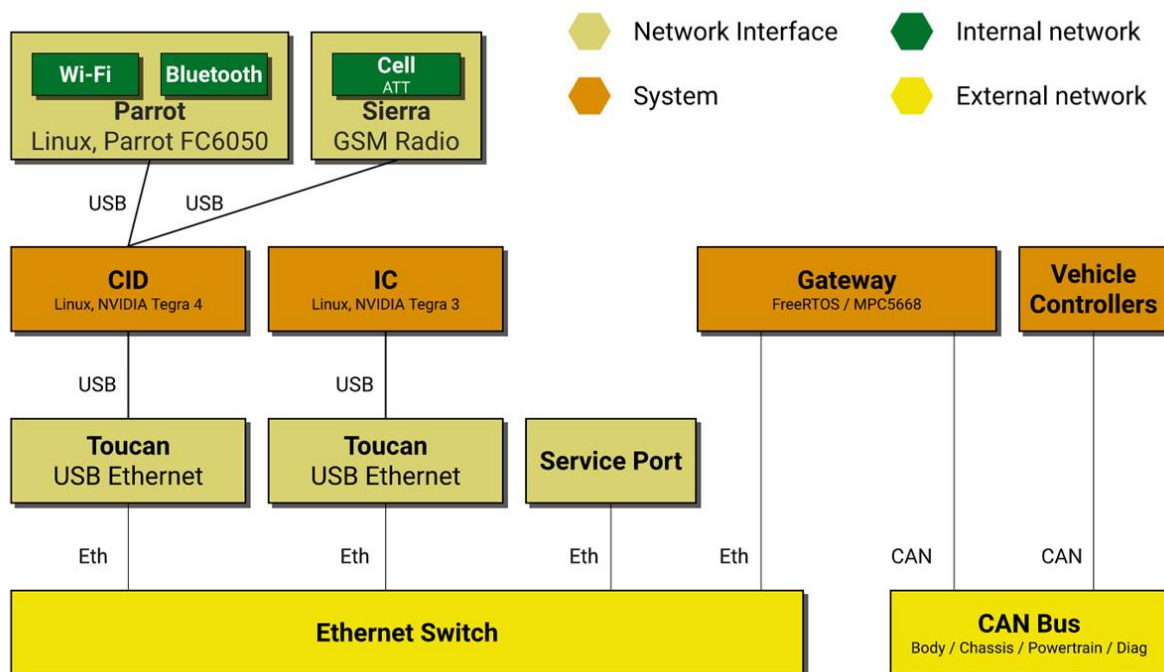 Network Interface
Internal network
System
External network
Wi-Fi
Bluetooth
Parrot
Linux, Parrot FC6050
Cell
ATT
Sierra
GSM Radio
USB
USB
CID
Linux, NVIDIA Tegra 4
IC
Linux, NVIDIA Tegra 3
Gateway
FreeRTOS / MPC5668
Vehicle
Controllers
USB
USB
Toucan
USB Ethernet
Toucan
USB Ethernet
Service Port
Eth
Eth
Eth
Eth
CAN
CAN
Ethernet Switch
CAN Bus
Body / Chassis / Powertrain / Diag